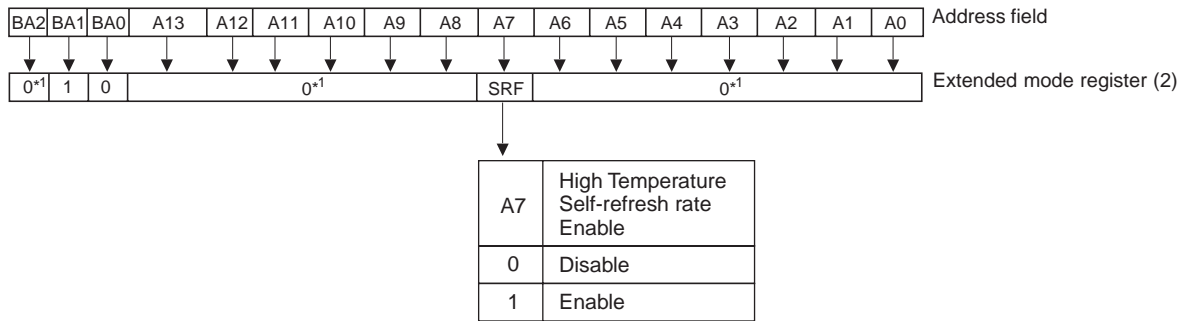 BA2 BA1 BA0 A13 A12 A11 A10 A9 A8 A7 A6 A5 A4 A3 A2 A1 A0 Address field
0*1 1 0 0*1 SRF 0*1 Extended mode register (2)
A7 High Temperature
Self-refresh rate
Enable
0 Disable
1 Enable